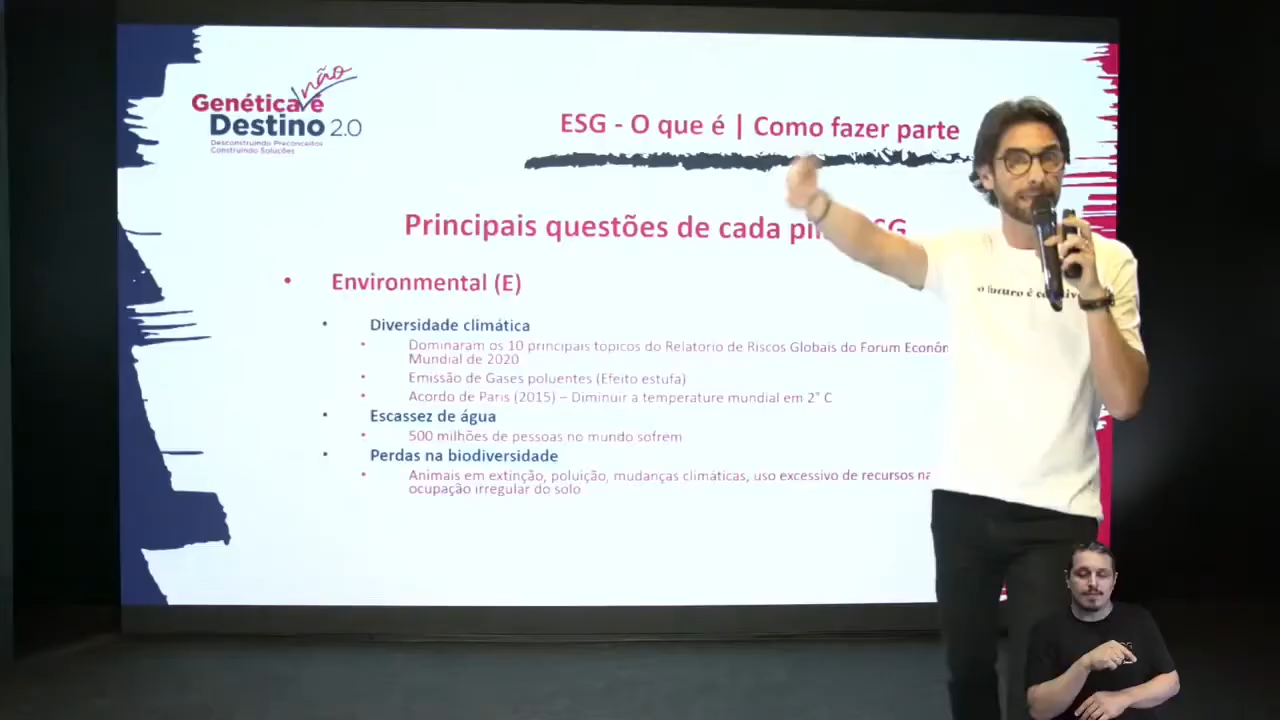 não
Genética é
Destino 2.0
Desconstruindo Preconceitos
Construindo Soluções
ESG - O que é | Como fazer parte
Principais questões de cada SG
• Environmental (E)
• Diversidade climática
• Dominaram os 10 principais topicos do Relatorio de Riscos Globais do Forum
Mundial de 2020
• Emissão de Gases poluentes (Efeito estufa)
• Acordo de Paris (2015) – Diminuir a temperature mundial em 2° C
• Escassez de água
• 500 milhões de pessoas no mundo sofrem
• Perdas na biodiversidade
• Animais em extinção, poluição, mudanças climáticas, uso excessivo de recursos
ocupação irregular do solo
o futuro é